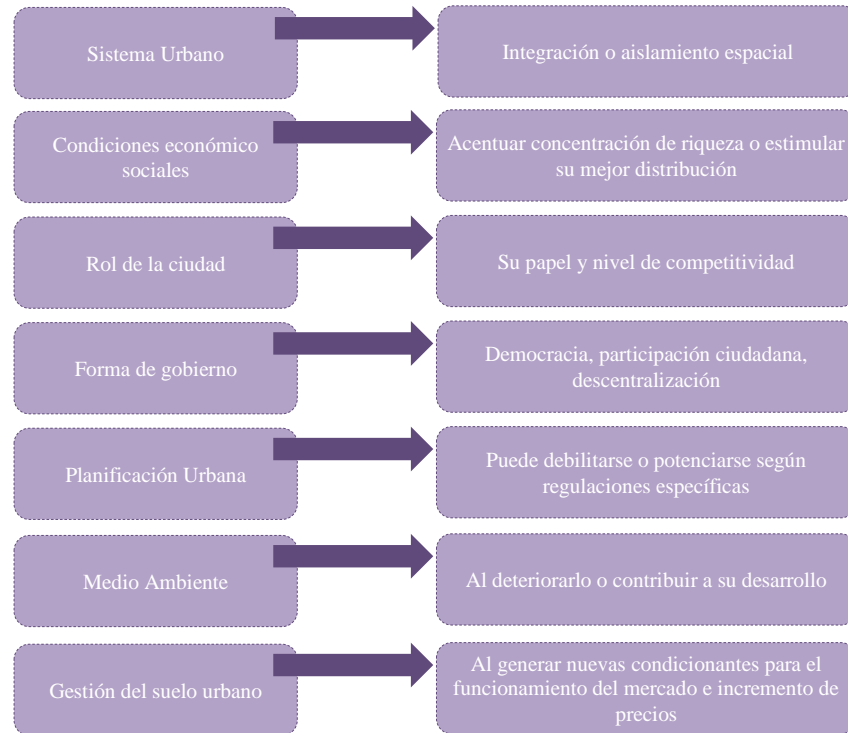 Sistema Urbano
Integración o aislamiento espacial
Condiciones económico
sociales
Acentuar concentración de riqueza o estimular
su mejor distribución
Rol de la ciudad
Su papel y nivel de competitividad
Forma de gobierno
Democracia, participación ciudadana,
descentralización
Planificación Urbana
Puede debilitarse o potenciarse según
regulaciones específicas
Medio Ambiente
Al deteriorarlo o contribuir a su desarrollo
Gestión del suelo urbano
Al generar nuevas condicionantes para el
funcionamiento del mercado e incremento de
precios